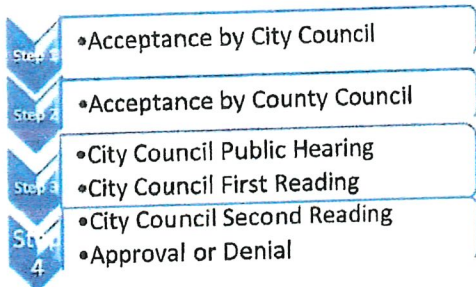 Step 1
•Acceptance by City Council
Step 2
•Acceptance by County Council
Step 3
•City Council Public Hearing
•City Council First Reading
Step 4
•City Council Second Reading
•Approval or Denial